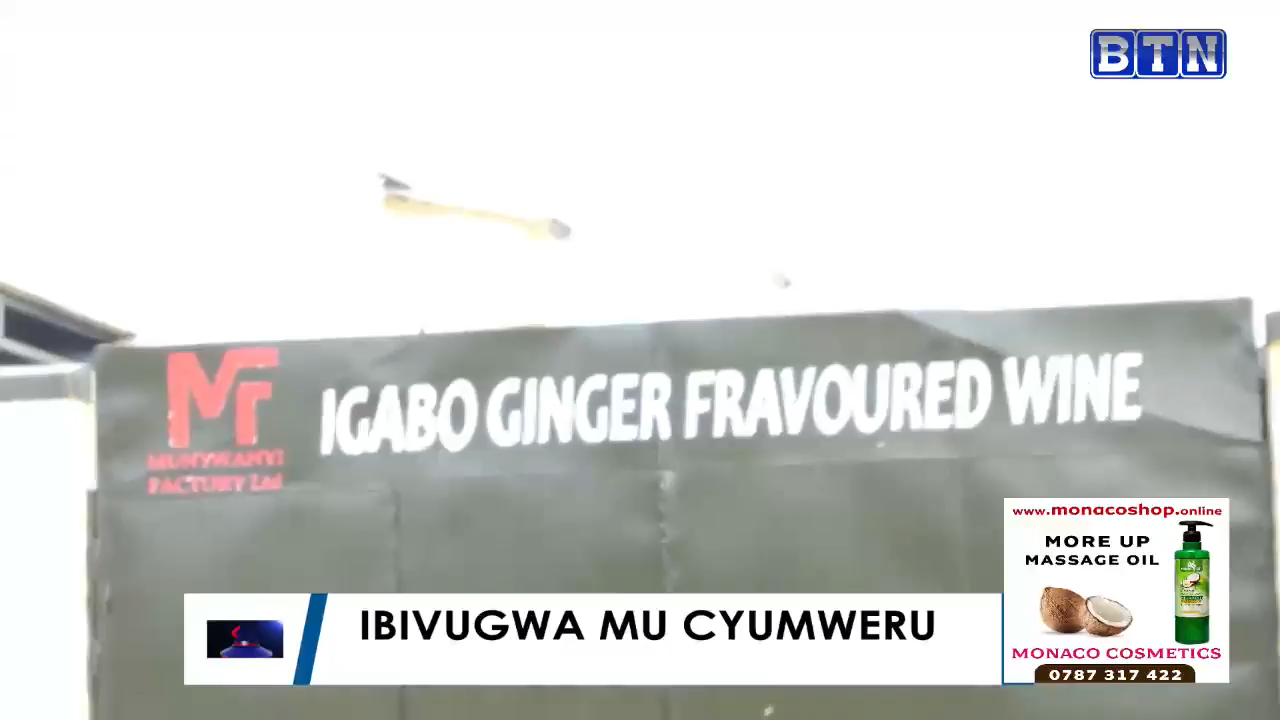 BTN
MF
MUNYWANYI
FACTORY Ltd
IGABO GINGER FRAVOURED WINE
IBIVUGWA MU CYUMWERU
www.monacoshop.online
MORE UP
MASSAGE OIL
MONACO COSMETICS
0787 317 422